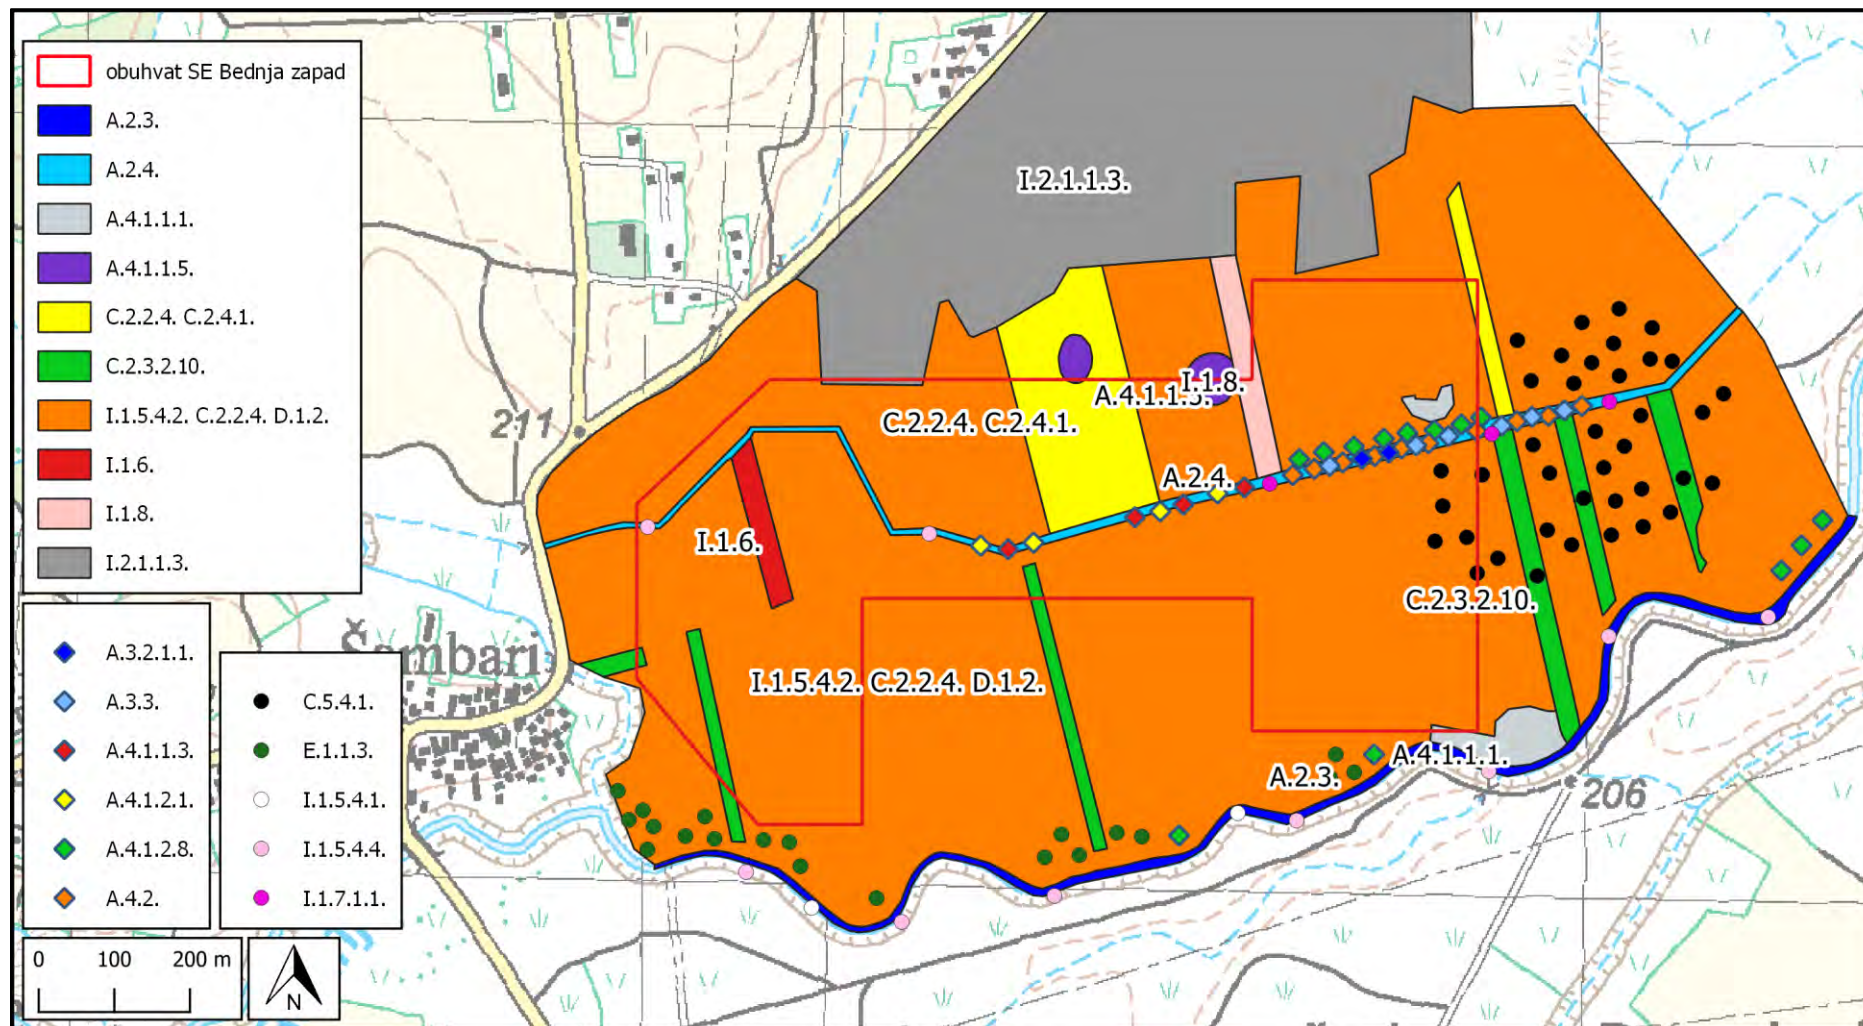 obuhvat SE Bednja zapad
A.2.3.
A.2.4.
A.4.1.1.1.
A.4.1.1.5.
C.2.2.4. C.2.4.1.
C.2.3.2.10.
I.1.5.4.2. C.2.2.4. D.1.2.
I.1.6.
I.1.8.
I.2.1.1.3.
A.3.2.1.1.
A.3.3.
A.4.1.1.3.
A.4.1.2.1.
A.4.1.2.8.
A.4.2.
C.5.4.1.
E.1.1.3.
I.1.5.4.1.
I.1.5.4.4.
I.1.7.1.1.
0 100 200 m
N
I.2.1.1.3.
I.1.8.
C.2.2.4. C.2.4.1.
211
A.2.4.
I.1.6.
C.2.3.2.10.
Šambari
I.1.5.4.2. C.2.2.4. D.1.2.
A.4.1.1.1.
A.2.3.
206